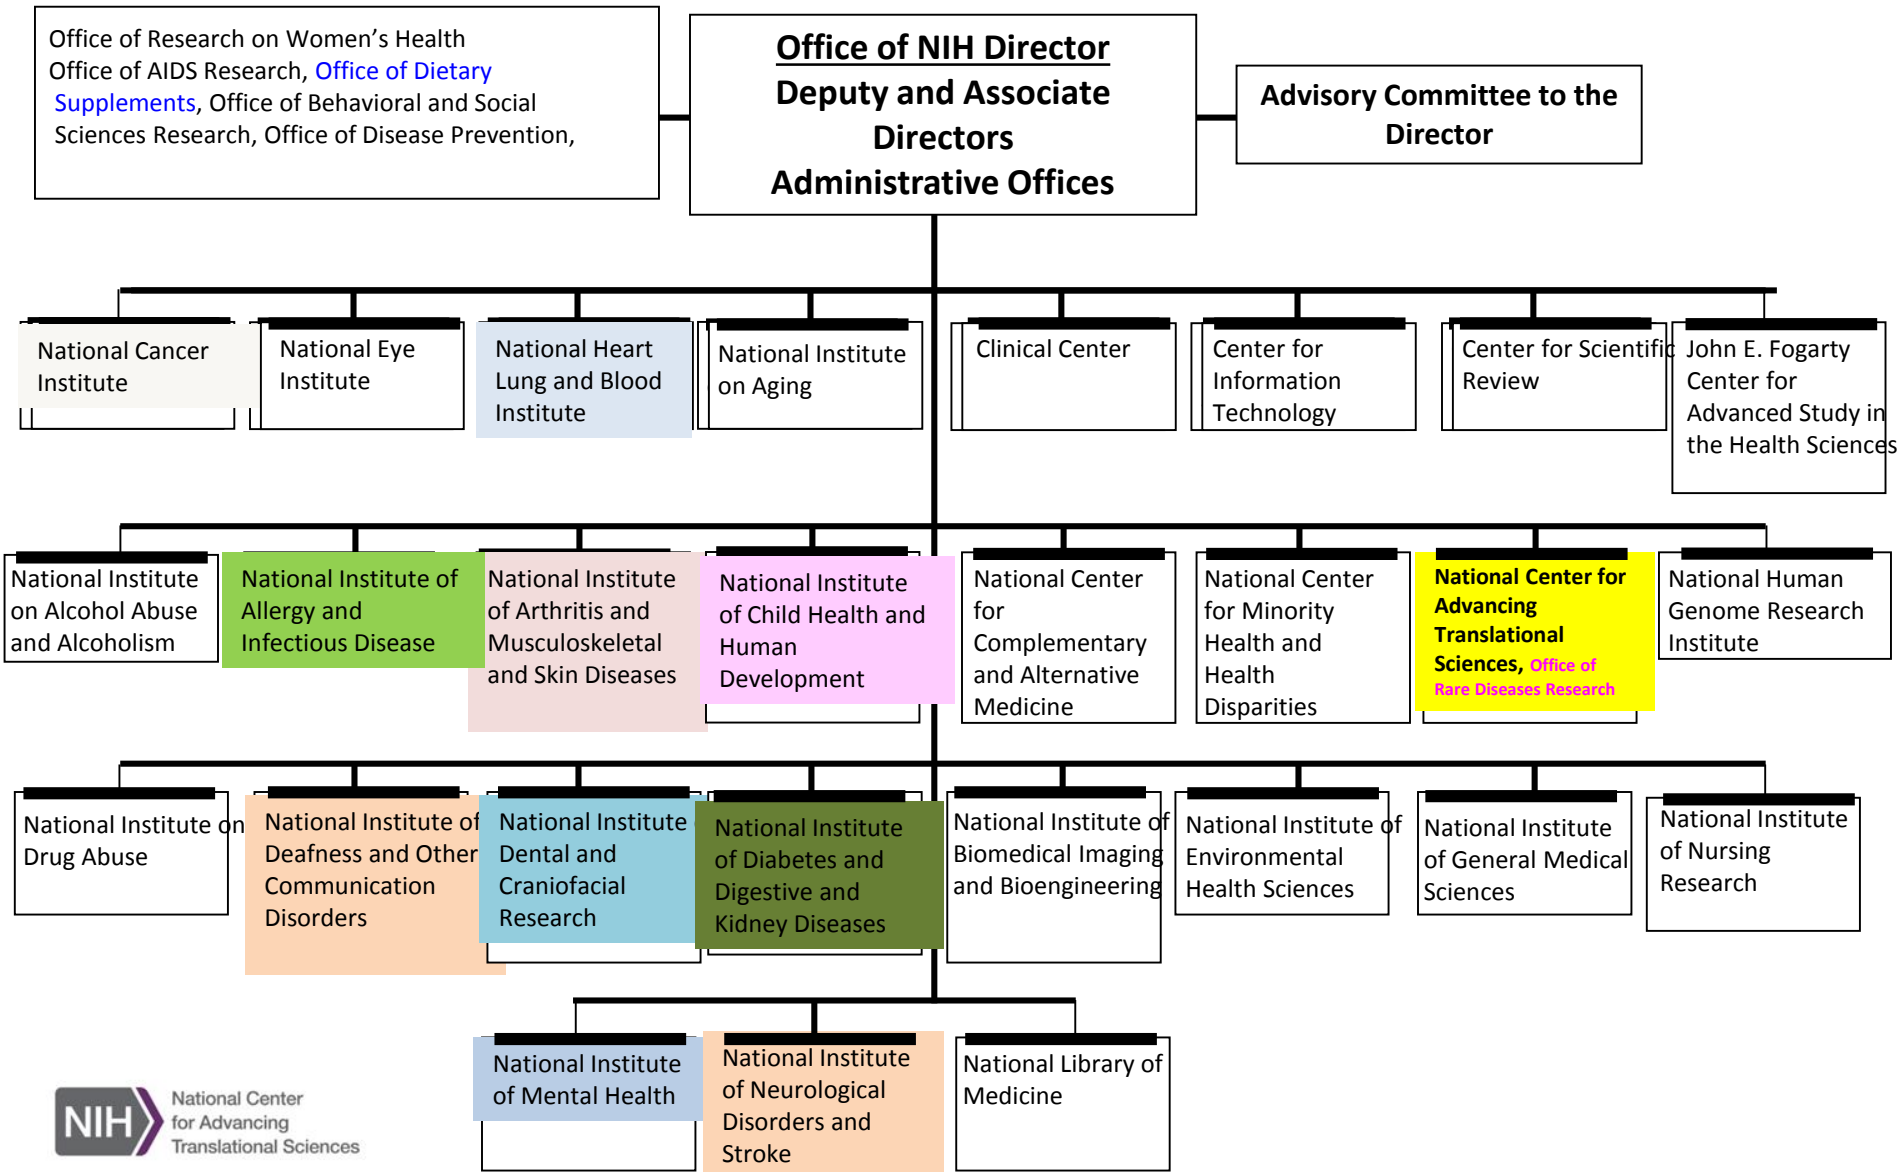 Office of Research on Women’s Health
Office of AIDS Research, Office of Dietary
Supplements, Office of Behavioral and Social
Sciences Research, Office of Disease Prevention,
Office of NIH Director
Deputy and Associate
Directors
Administrative Offices
Advisory Committee to the
Director
National Cancer
Institute
National Eye
Institute
National Heart
Lung and Blood
Institute
National Institute
on Aging
Clinical Center
Center for
Information
Technology
Center for Scientific
Review
John E. Fogarty
Center for
Advanced Study in
the Health Sciences
National Institute
on Alcohol Abuse
and Alcoholism
National Institute of
Allergy and
Infectious Disease
National Institute
of Arthritis and
Musculoskeletal
and Skin Diseases
National Institute
of Child Health and
Human
Development
National Center
for
Complementary
and Alternative
Medicine
National Center
for Minority
Health and
Health
Disparities
National Center for
Advancing
Translational
Sciences, Office of
Rare Diseases Research
National Human
Genome Research
Institute
National Institute on
Drug Abuse
National Institute of
Deafness and Other
Communication
Disorders
National Institute
Dental and
Craniofacial
Research
National Institute
of Diabetes and
Digestive and
Kidney Diseases
National Institute of
Biomedical Imaging
and Bioengineering
National Institute of
Environmental
Health Sciences
National Institute
of General Medical
Sciences
National Institute
of Nursing
Research
National Institute
of Mental Health
National Institute
of Neurological
Disorders and
Stroke
National Library of
Medicine
NIH
National Center
for Advancing
Translational Sciences